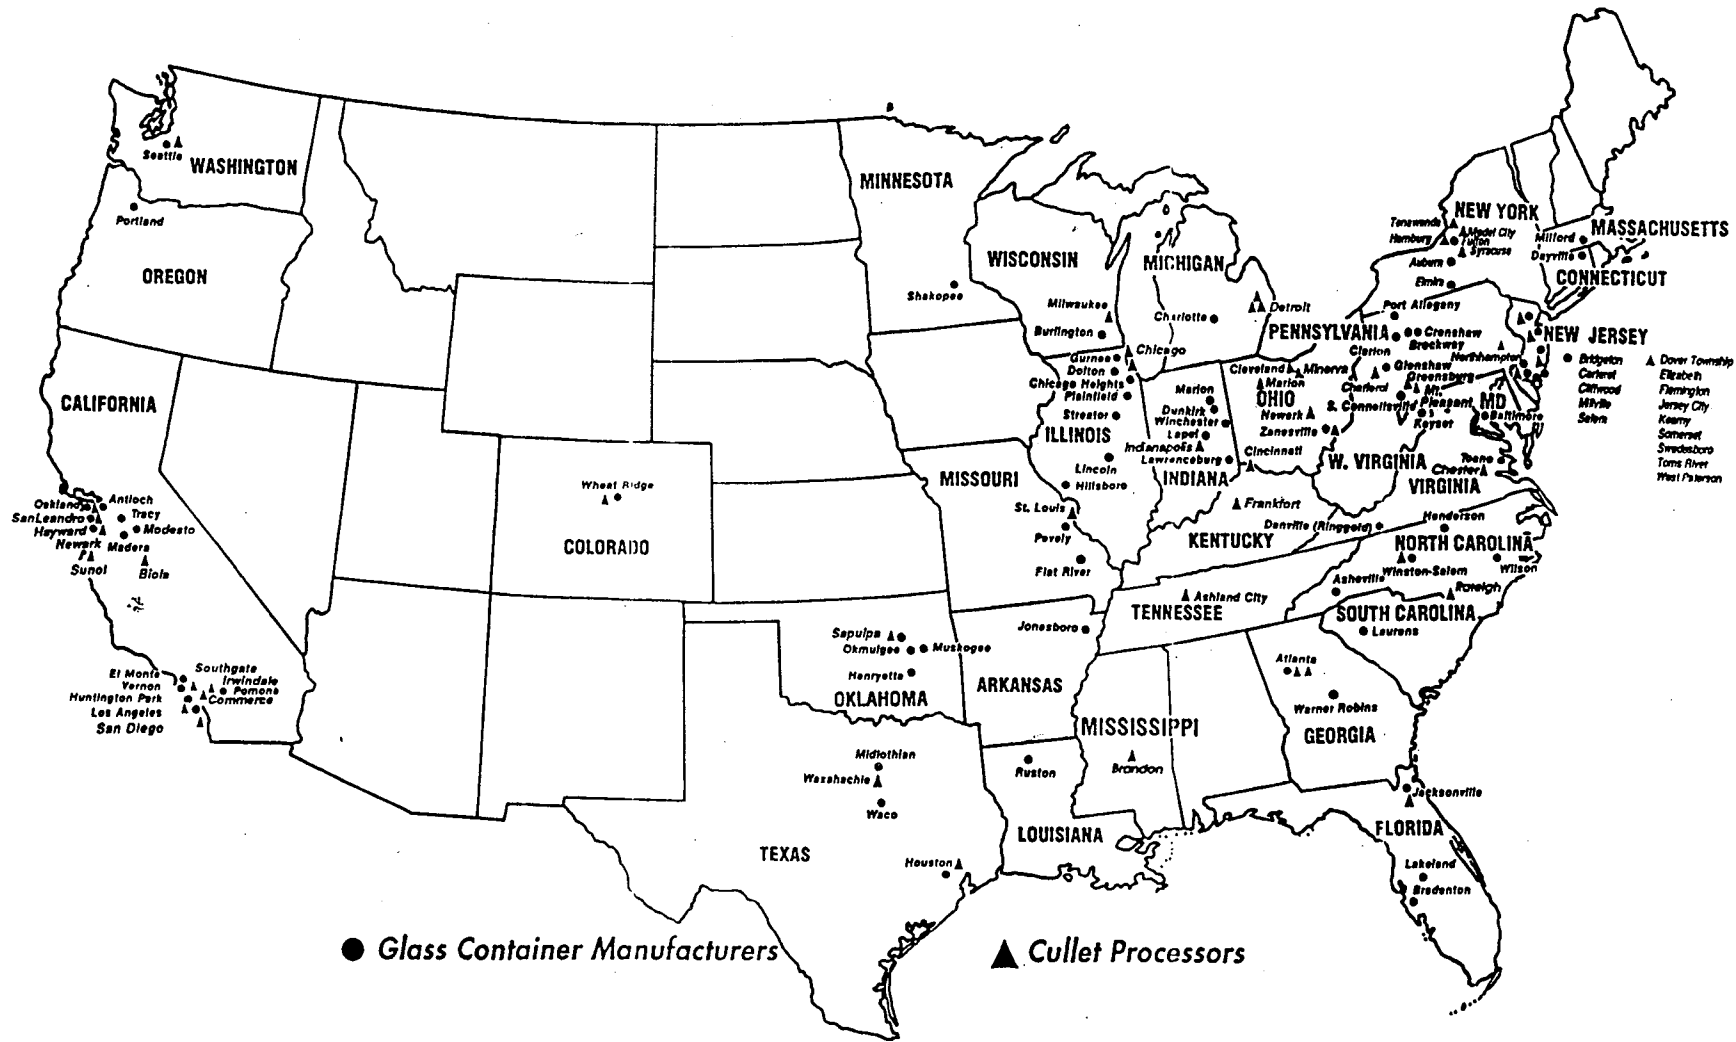 Seattle
WASHINGTON
Portland
OREGON
CALIFORNIA
Oakland
Antioch
San Leandro
Tracy
Hayward
Modesto
Newark
Madera
Sunol
Biola
El Monte
Southgate
Vernon
Irwindale
Huntington Park
Pomona
Commerce
Los Angeles
San Diego
Wheat Ridge
COLORADO
MINNESOTA
Shakopee
WISCONSIN
Milwaukee
Burlington
MICHIGAN
Charlotte
Detroit
Gurnee
Chicago
Dolton
Chicago Heights
Plainfield
Streator
ILLINOIS
Lincoln
Hillsboro
Marion
Dunkirk
Winchester
Lapel
Indianapolis
Lawrenceburg
INDIANA
Cleveland
Minerva
Marion
OHIO
Newark
Zanesville
Cincinnati
MISSOURI
St. Louis
Pevely
Flat River
Frankfort
KENTUCKY
Danville (Ringgold)
Ashland City
TENNESSEE
Sapulpa
Okmulgee
Muskogee
Henryetta
OKLAHOMA
Jonesboro
ARKANSAS
MISSISSIPPI
Brandon
Midlothian
Waxahachie
Waco
TEXAS
Houston
Ruston
LOUISIANA
Atlanta
Warner Robins
GEORGIA
Jacksonville
FLORIDA
Lakeland
Bradenton
NEW YORK
Tonawanda
Model City
Hamburg
Fulton
Syracuse
Auburn
Elmira
Milford
MASSACHUSETTS
Dayville
CONNECTICUT
Port Allegany
PENNSYLVANIA
Crenshaw
Brockway
Clarion
Northhampton
Glenshaw
Greensburg
Charleroi
Mt.
Pleasant
S. Connellsville
Keyser
NEW JERSEY
Bridgeton
Carteret
Cliffwood
Milville
Salem
Dover Township
Elizabeth
Flemington
Jersey City
Kearny
Somerset
Swedesboro
Toms River
West Paterson
MD
Baltimore
W. VIRGINIA
Toano
Chester
VIRGINIA
Henderson
NORTH CAROLINA
Winston-Salem
Wilson
Asheville
Raleigh
SOUTH CAROLINA
Laurens
Glass Container Manufacturers
Cullet Processors